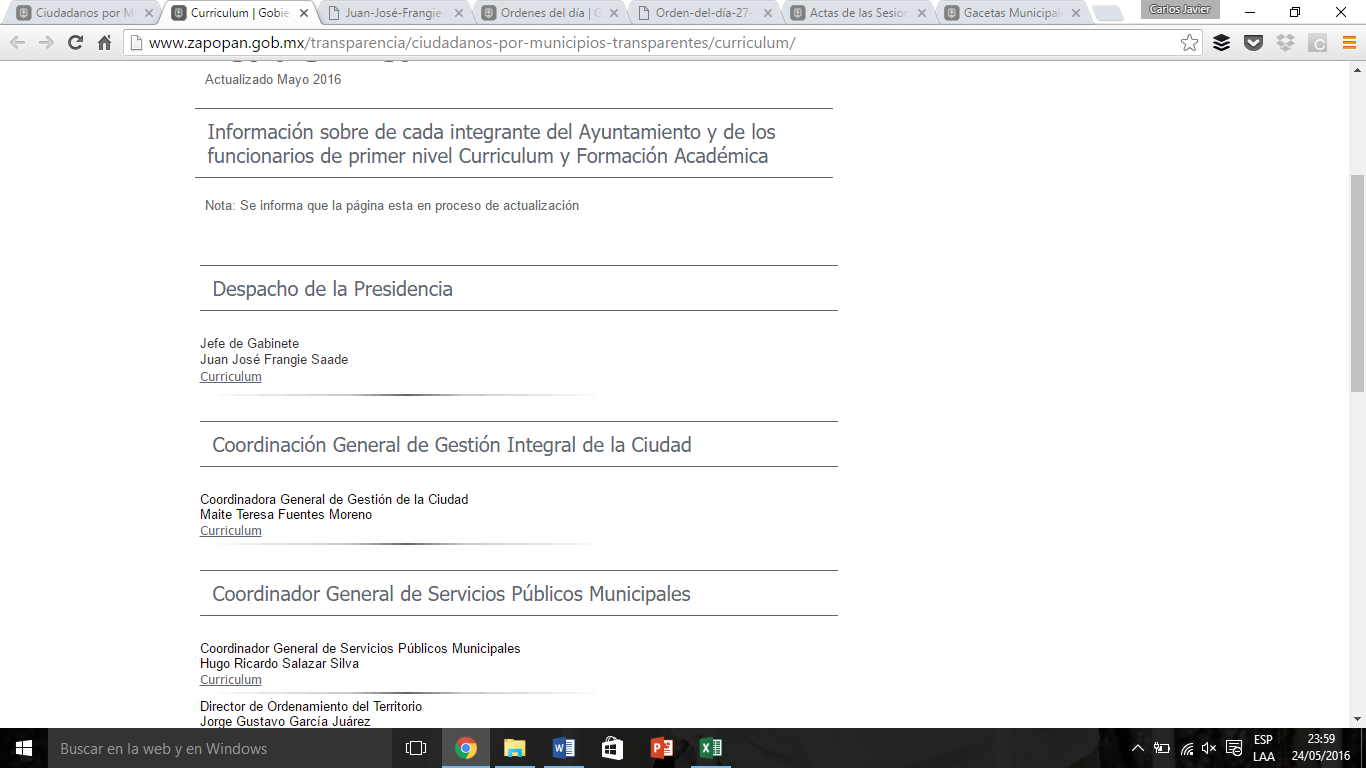 Ciudadanos por M
Curriculum | Gobie
Juan-José-Frangie-
Ordenes del día | G
Orden-del-día-27-
Actas de las Sesion
Gacetas Municipal
Carlos Javier
www.zapopan.gob.mx/transparencia/ciudadanos-por-municipios-transparentes/curriculum/
Actualizado Mayo 2016
Información sobre de cada integrante del Ayuntamiento y de los
funcionarios de primer nivel Curriculum y Formación Académica
Nota: Se informa que la página esta en proceso de actualización
Despacho de la Presidencia
Jefe de Gabinete
Juan José Frangie Saade
Curriculum
Coordinación General de Gestión Integral de la Ciudad
Coordinadora General de Gestión de la Ciudad
Maite Teresa Fuentes Moreno
Curriculum
Coordinador General de Servicios Públicos Municipales
Coordinador General de Servicios Públicos Municipales
Hugo Ricardo Salazar Silva
Curriculum
Director de Ordenamiento del Territorio
Jorge Gustavo García Juárez
Buscar en la web y en Windows
ESP
LAA
23:59
24/05/2016